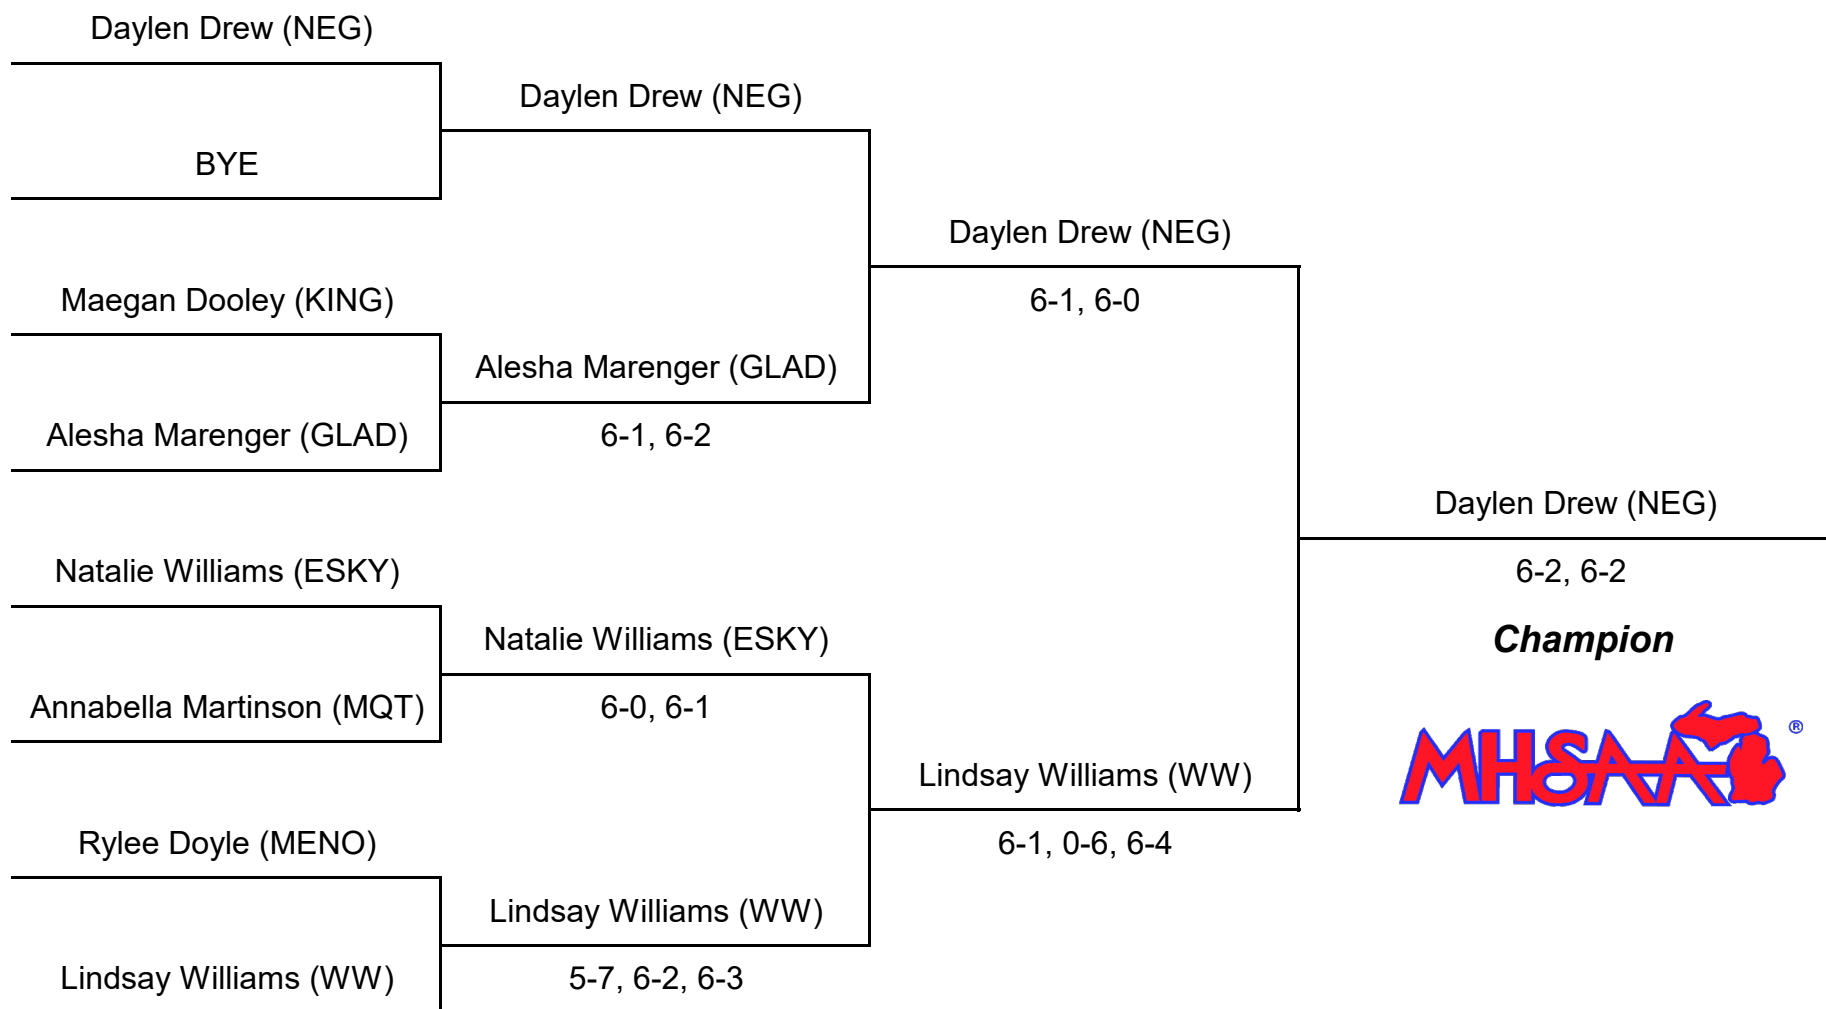 Daylen Drew (NEG)
Daylen Drew (NEG)
BYE
Daylen Drew (NEG)
Maegan Dooley (KING)
6-1, 6-0
Alesha Marenger (GLAD)
Alesha Marenger (GLAD)
6-1, 6-2
Daylen Drew (NEG)
Natalie Williams (ESKY)
6-2, 6-2
Natalie Williams (ESKY)
Champion
Annabella Martinson (MQT)
6-0, 6-1
MHSAA®
Lindsay Williams (WW)
Rylee Doyle (MENO)
6-1, 0-6, 6-4
Lindsay Williams (WW)
Lindsay Williams (WW)
5-7, 6-2, 6-3